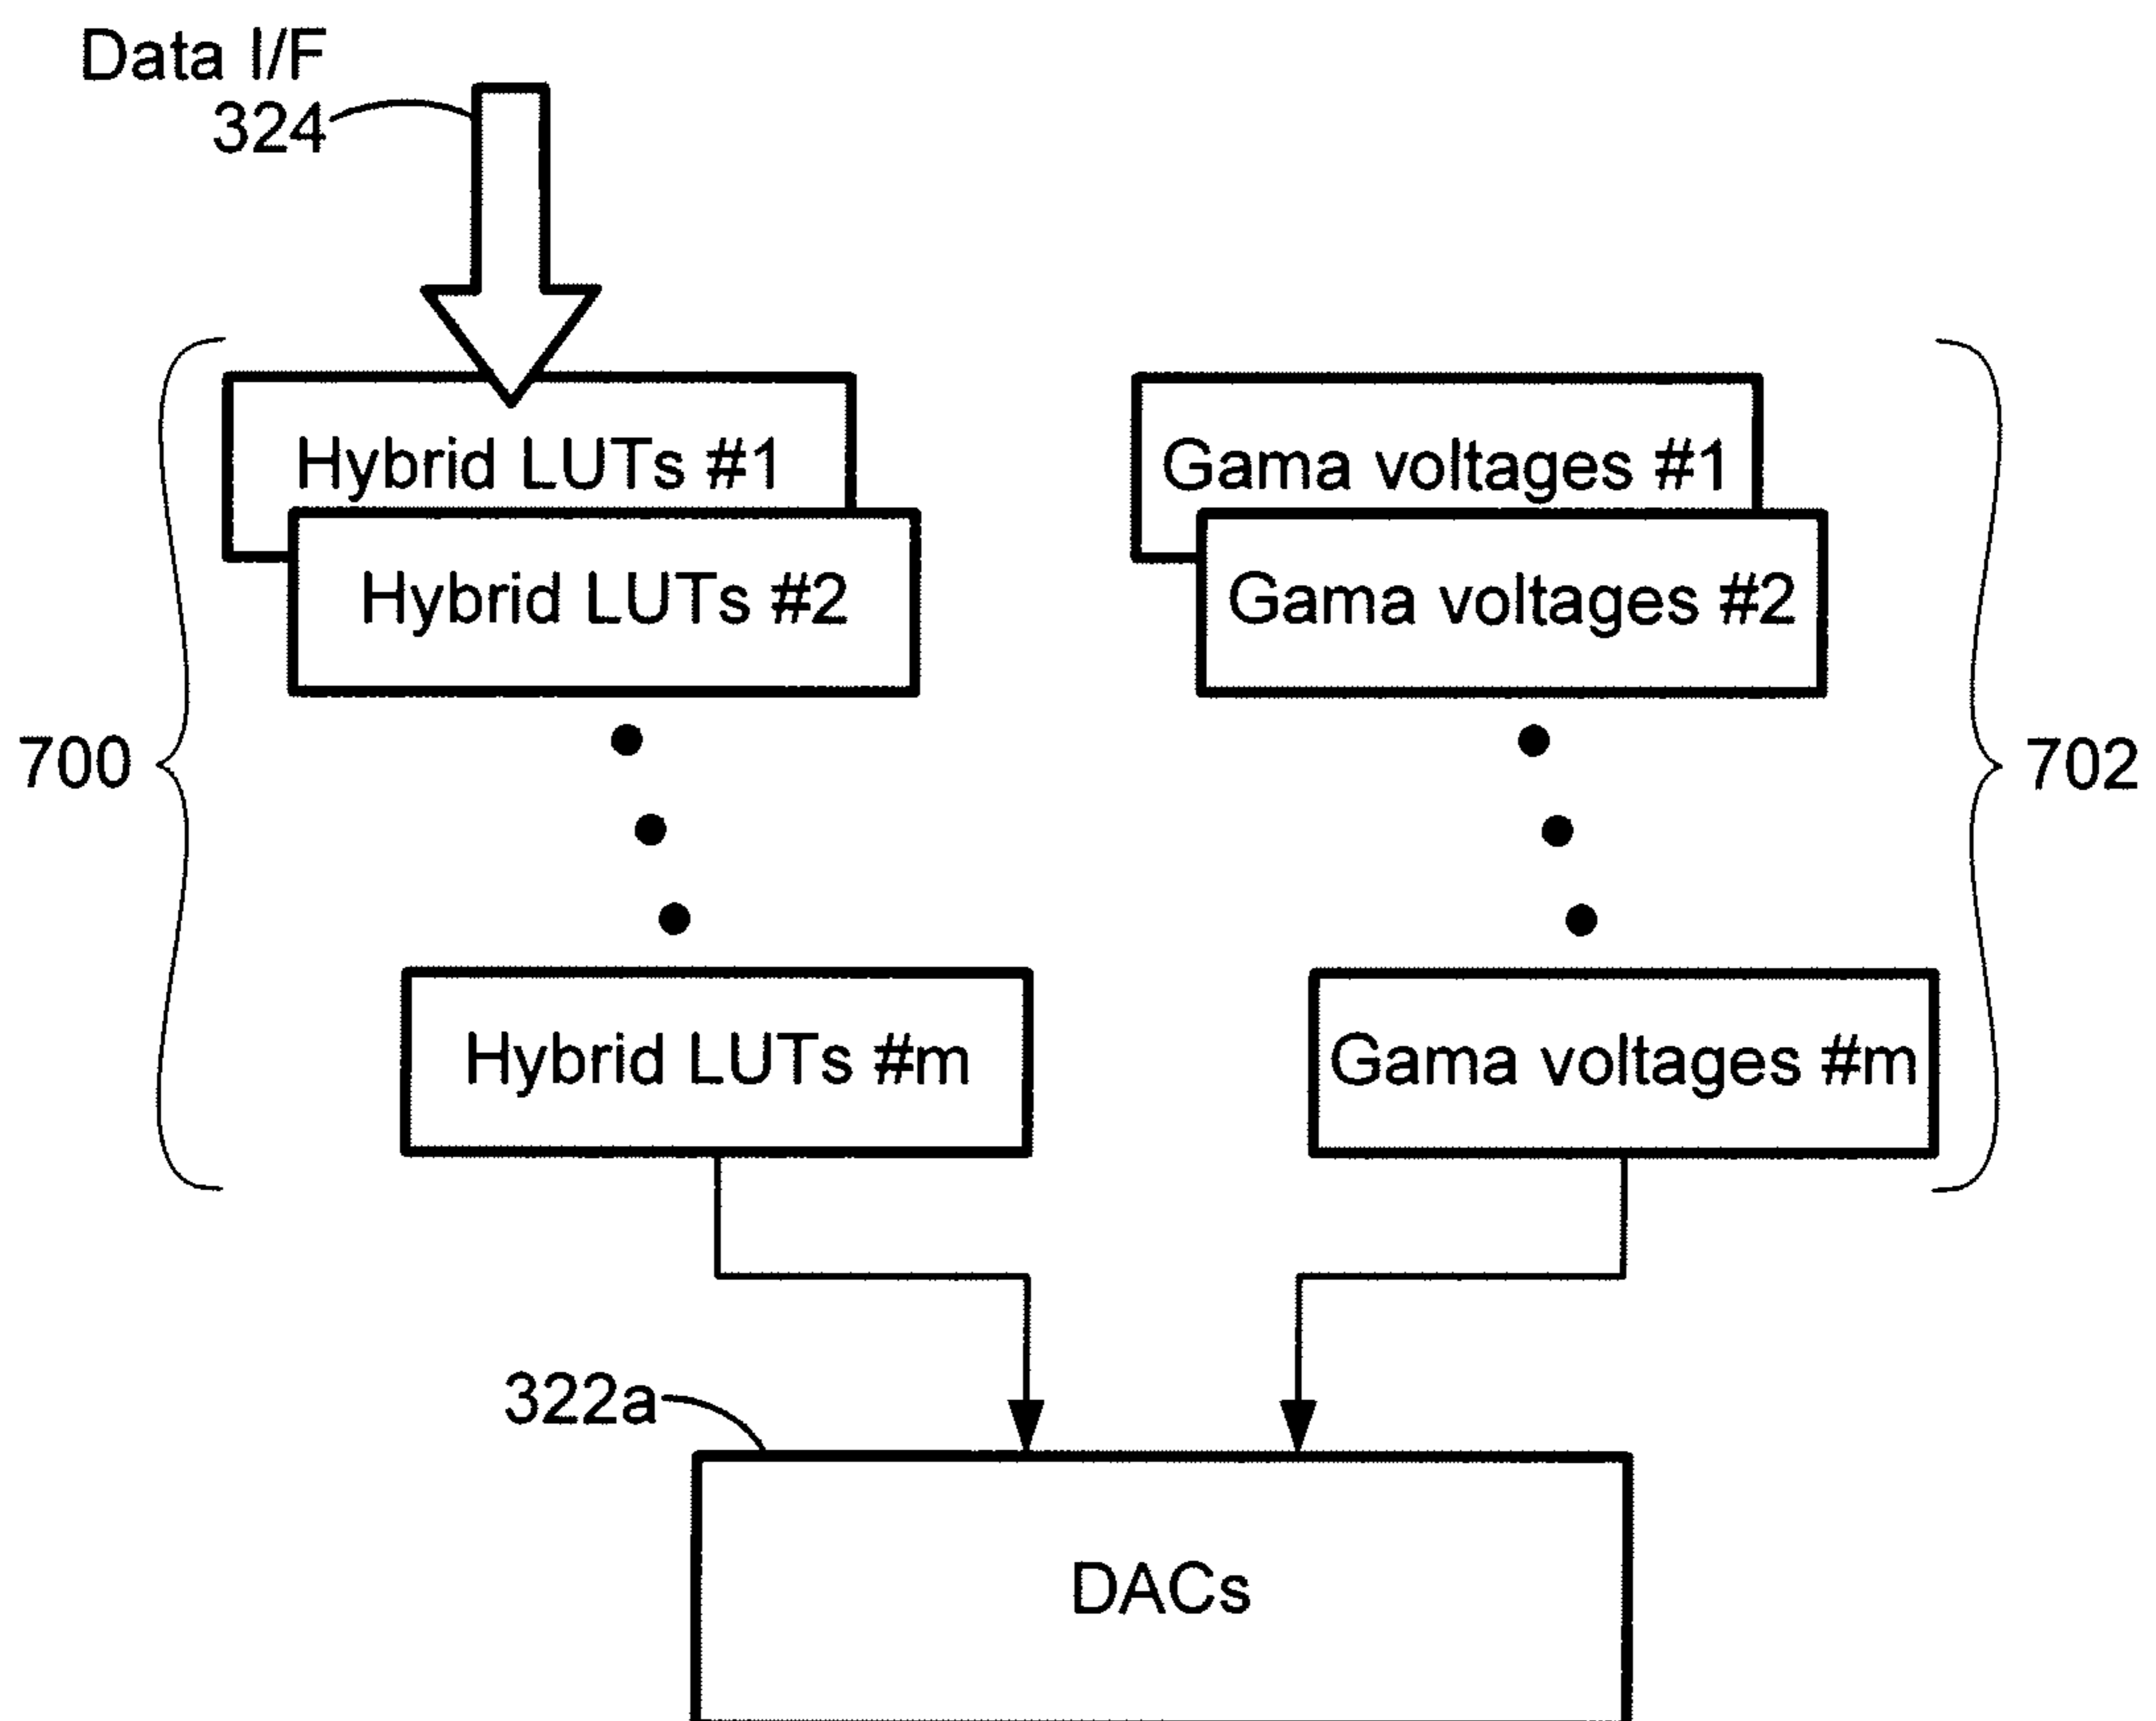 Data I/F
324
Hybrid LUTs #1
Gama voltages #1
Hybrid LUTs #2
Gama voltages #2
700
702
Hybrid LUTs #m
Gama voltages #m
322a
DACs